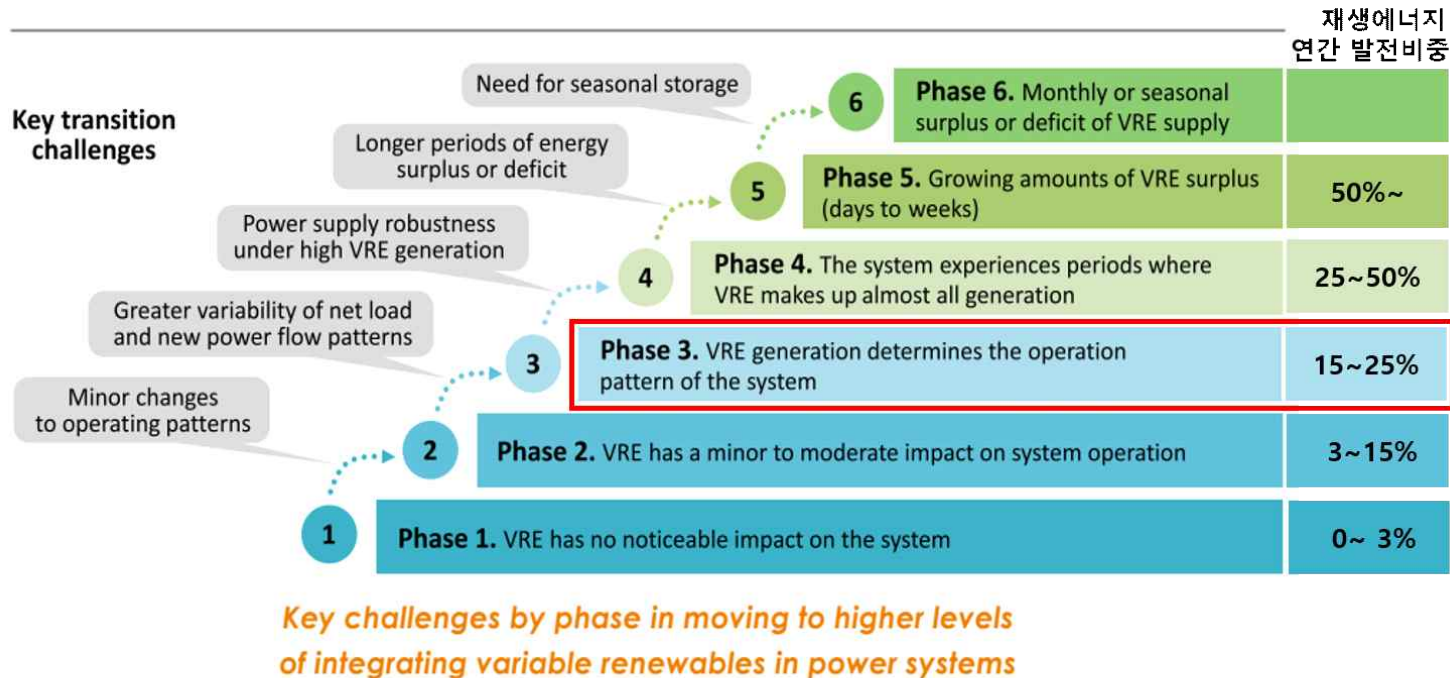 재생에너지
연간 발전비중
Key transition
challenges
Need for seasonal storage
6
Phase 6. Monthly or seasonal
surplus or deficit of VRE supply
Longer periods of energy
surplus or deficit
5
Phase 5. Growing amounts of VRE surplus
(days to weeks)
50%~
Power supply robustness
under high VRE generation
4
Phase 4. The system experiences periods where
VRE makes up almost all generation
25~50%
Greater variability of net load
and new power flow patterns
3
Phase 3. VRE generation determines the operation
pattern of the system
15~25%
Minor changes
to operating patterns
2
Phase 2. VRE has a minor to moderate impact on system operation
3~15%
1
Phase 1. VRE has no noticeable impact on the system
0~ 3%
Key challenges by phase in moving to higher levels
of integrating variable renewables in power systems